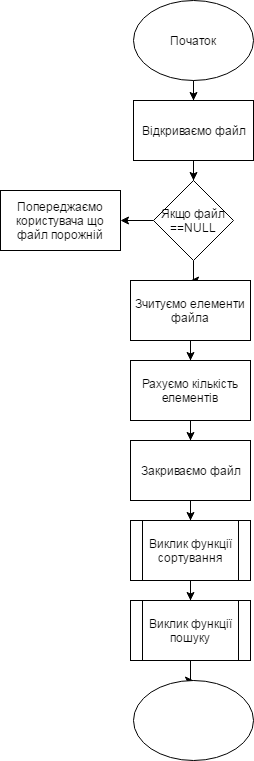 Початок
Відкриваємо файл
Якщо файл
==NULL
Попереджаємо
користувача що
файл порожній
Зчитуємо елементи
файла
Рахуємо кількість
елементів
Закриваємо файл
Виклик функції
сортування
Виклик функції
пошуку